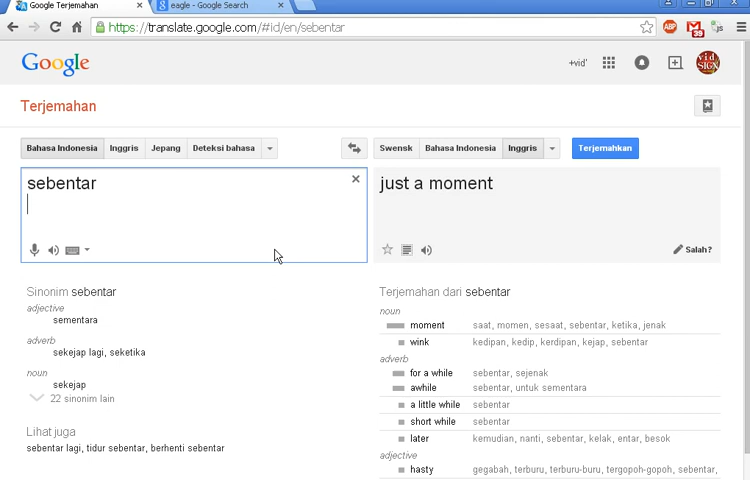 Google Terjemahan
eagle - Google Search
https://translate.google.com/#id/en/sebentar
ABP
39
js
Google
+vid'
vid
SIGN
Terjemahan
Bahasa Indonesia Inggris Jepang Deteksi bahasa
Swensk Bahasa Indonesia Inggris Terjemahkan
sebentar
just a moment
Salah?
Sinonim sebentar
adjective
sementara
adverb
sekejap lagi, seketika
noun
sekejap
22 sinonim lain
Lihat juga
sebentar lagi, tidur sebentar, berhenti sebentar
Terjemahan dari sebentar
noun
moment saat, momen, sesaat, sebentar, ketika, jenak
wink kedipan, kedip, kerdipan, kejap, sebentar
adverb
for a while sebentar, sejenak
awhile sebentar, untuk sementara
a little while sebentar
short while sebentar
later kemudian, nanti, sebentar, kelak, entar, besok
adjective
hasty gegabah, terburu, terburu-buru, tergopoh-gopoh, sebentar,